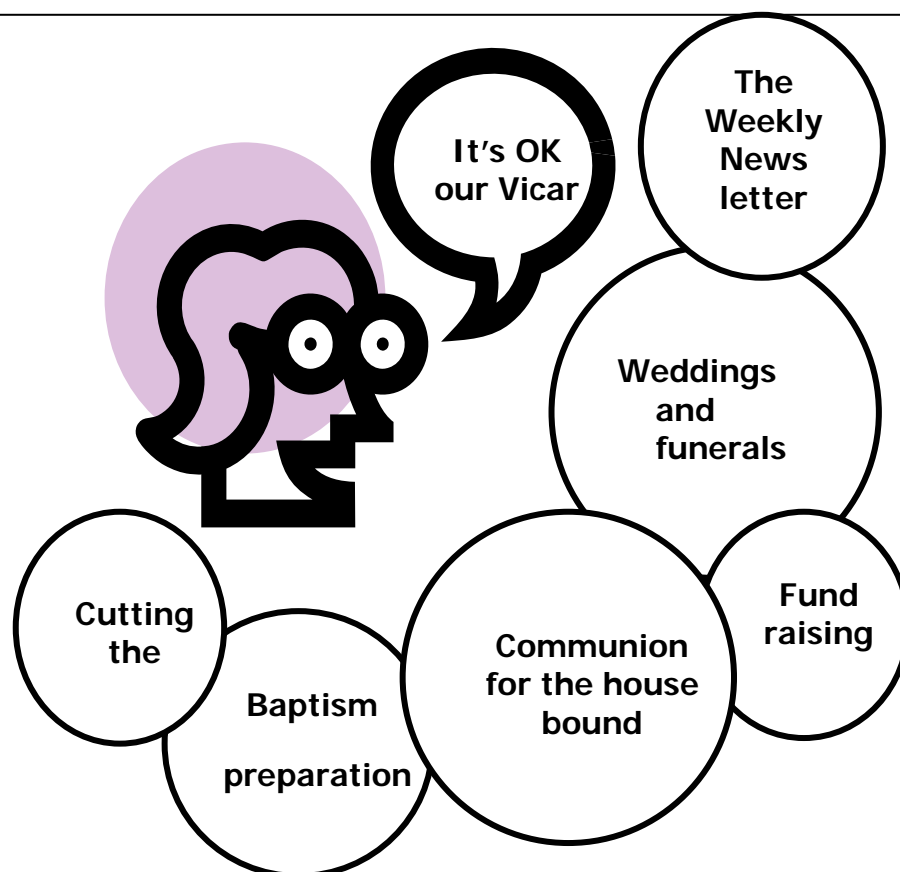 It's OK
our Vicar
The
Weekly
News
letter
Weddings
and
funerals
Fund
raising
Communion
for the house
bound
Baptism
preparation
Cutting
the